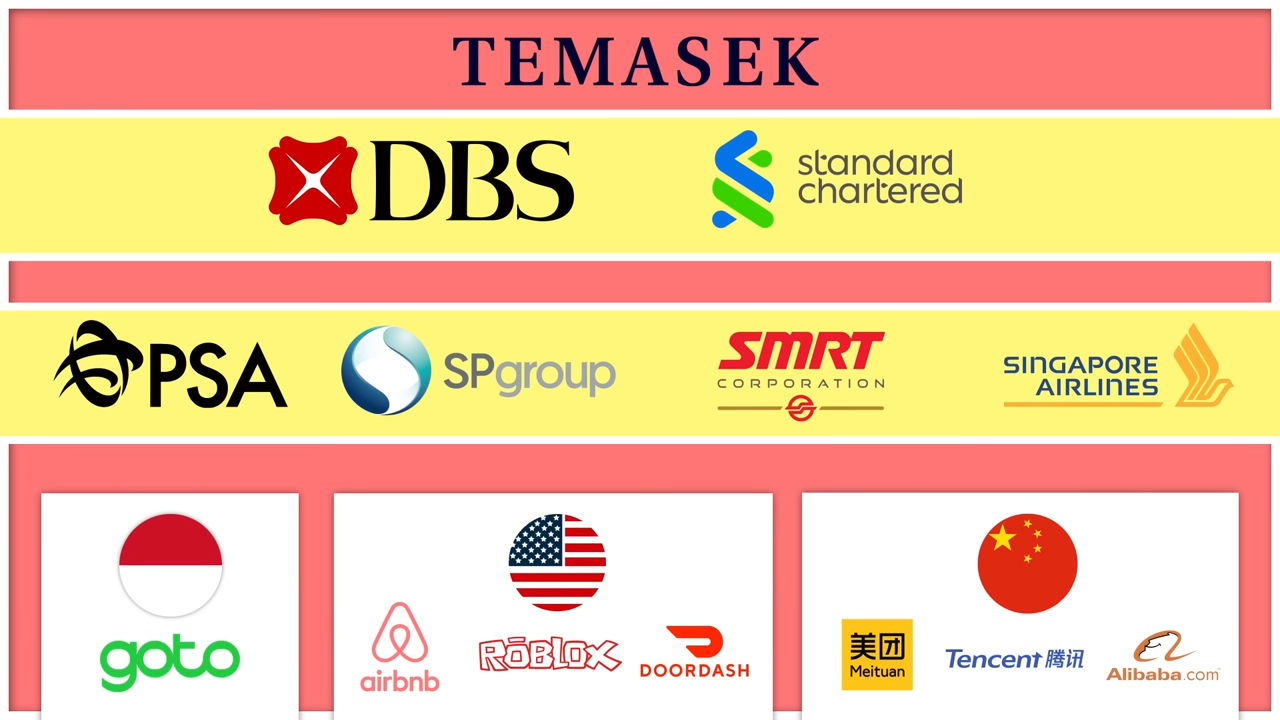 TEMASEK
DBS
standard
chartered
PSA
SPgroup
SMRT
CORPORATION
SINGAPORE
AIRLINES
goto
airbnb
RŌBLOX
DOORDASH
美团
Meituan
Tencent 腾讯
Alibaba.com